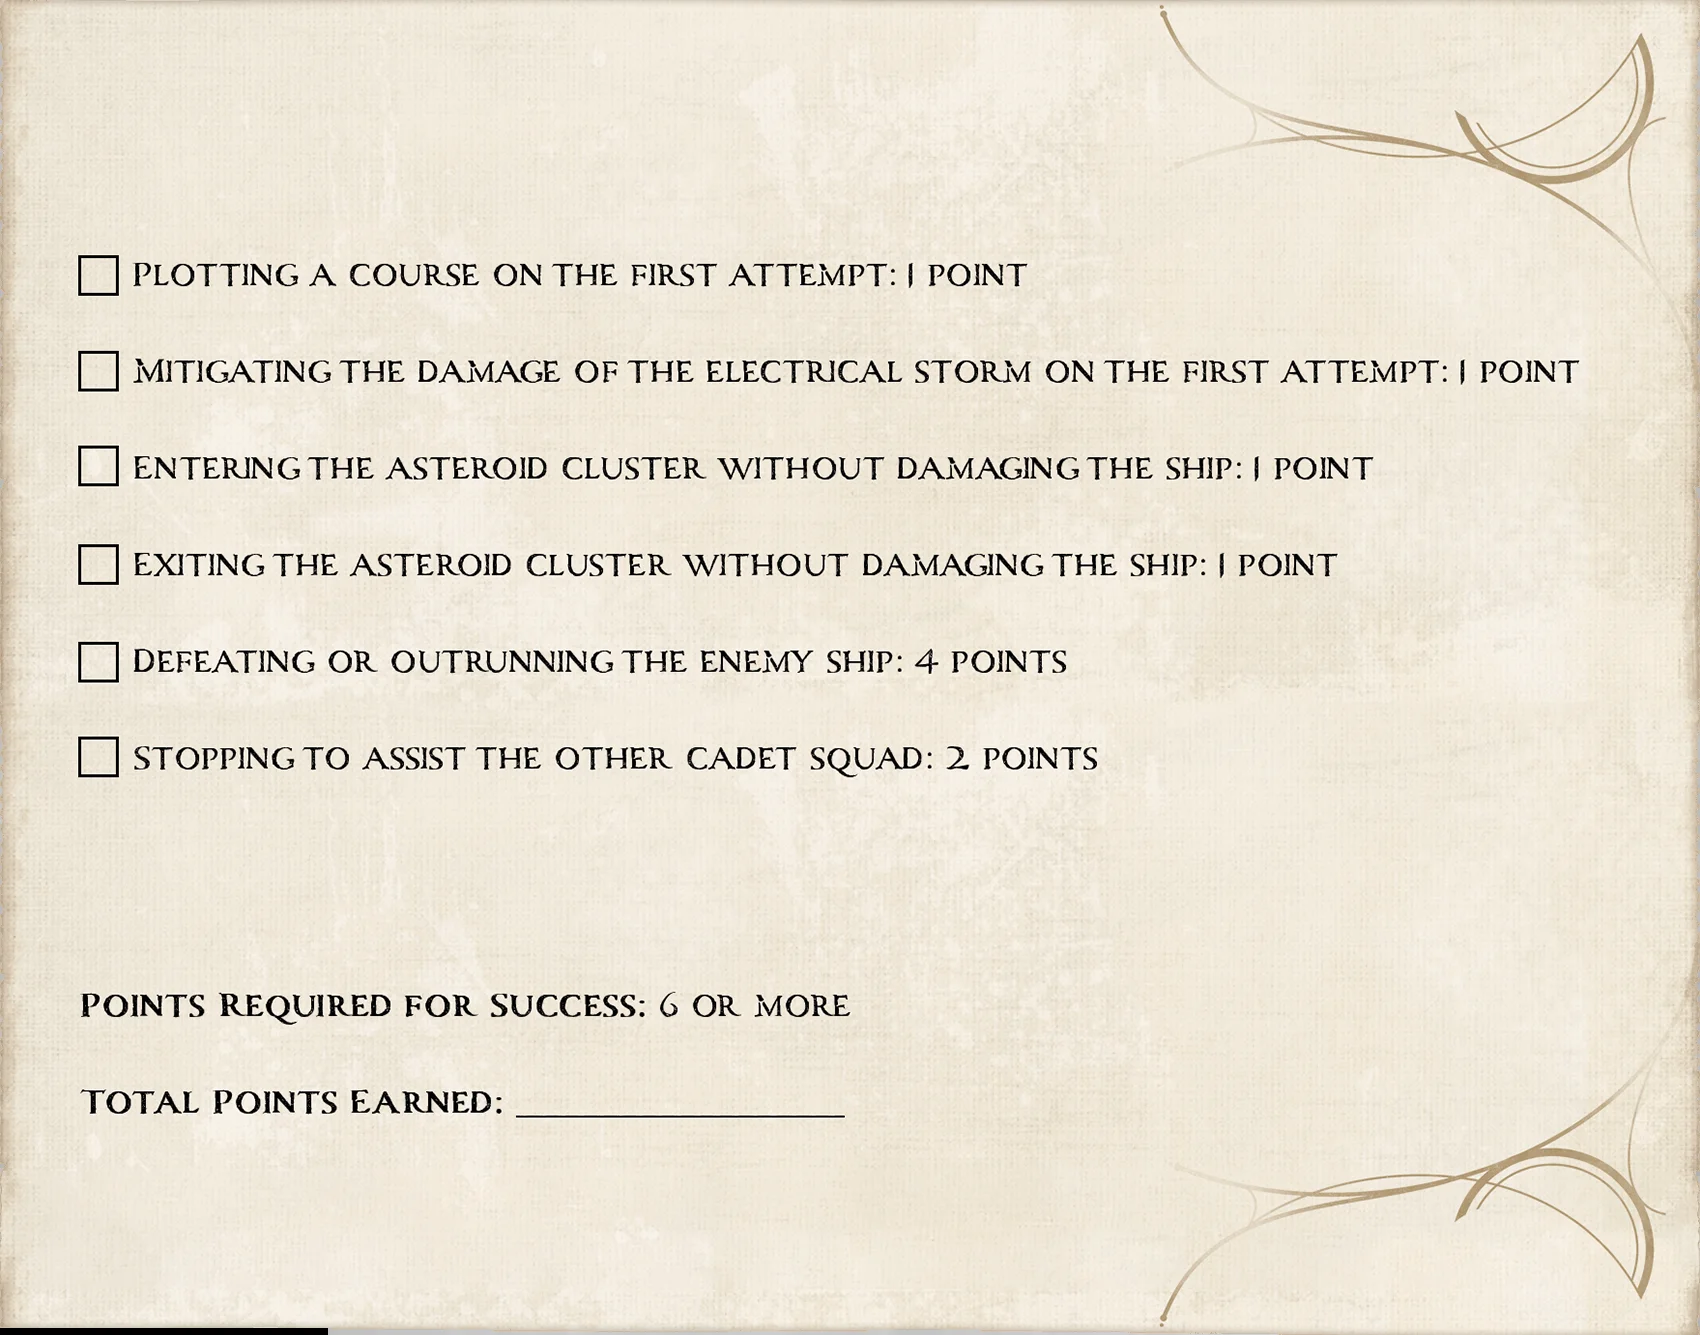 Plotting a course on the first attempt: 1 point
Mitigating the damage of the electrical storm on the first attempt: 1 point
Entering the asteroid cluster without damaging the ship: 1 point
Exiting the asteroid cluster without damaging the ship: 1 point
Defeating or outrunning the enemy ship: 4 points
Stopping to assist the other cadet squad: 2 points
Points Required for Success: 6 or more
Total Points Earned: